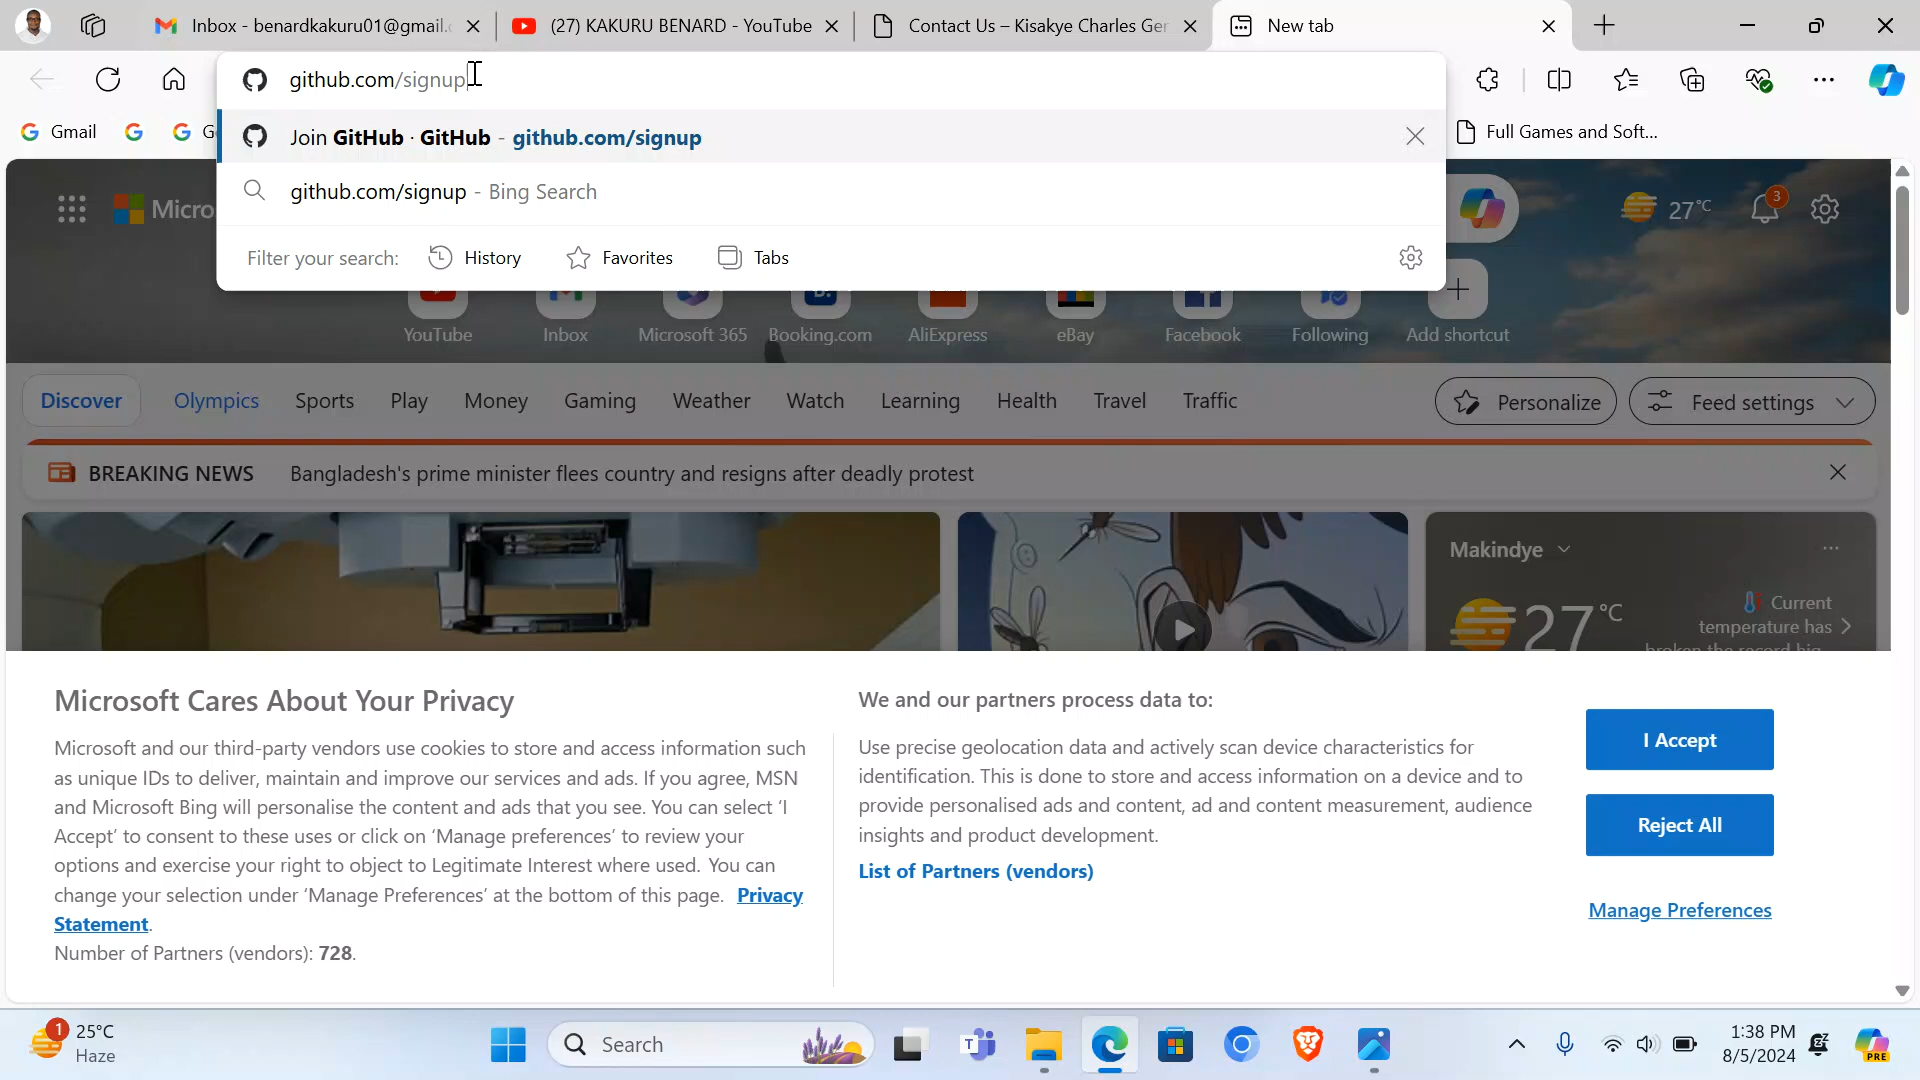 Inbox - benardkakuru01@gmail.
(27) KAKURU BENARD - YouTube
Contact Us – Kisakye Charles Ger
New tab
github.com/signup
Gmail
G
Join GitHub · GitHub - github.com/signup
Full Games and Soft...
github.com/signup - Bing Search
Micro
27°C
3
Filter your search:
History
Favorites
Tabs
YouTube
Inbox
Microsoft 365
Booking.com
AliExpress
eBay
Facebook
Following
Add shortcut
Discover
Olympics
Sports
Play
Money
Gaming
Weather
Watch
Learning
Health
Travel
Traffic
Personalize
Feed settings
BREAKING NEWS
Bangladesh's prime minister flees country and resigns after deadly protest
Makindye
27°C
Current
temperature has
broken the record hig
Microsoft Cares About Your Privacy
Microsoft and our third-party vendors use cookies to store and access information such
as unique IDs to deliver, maintain and improve our services and ads. If you agree, MSN
and Microsoft Bing will personalise the content and ads that you see. You can select ‘I
Accept’ to consent to these uses or click on ‘Manage preferences’ to review your
options and exercise your right to object to Legitimate Interest where used. You can
change your selection under ‘Manage Preferences’ at the bottom of this page. Privacy
Statement.
Number of Partners (vendors): 728.
We and our partners process data to:
Use precise geolocation data and actively scan device characteristics for
identification. This is done to store and access information on a device and to
provide personalised ads and content, ad and content measurement, audience
insights and product development.
List of Partners (vendors)
I Accept
Reject All
Manage Preferences
1
25°C
Haze
Search
1:38 PM
8/5/2024
PRE